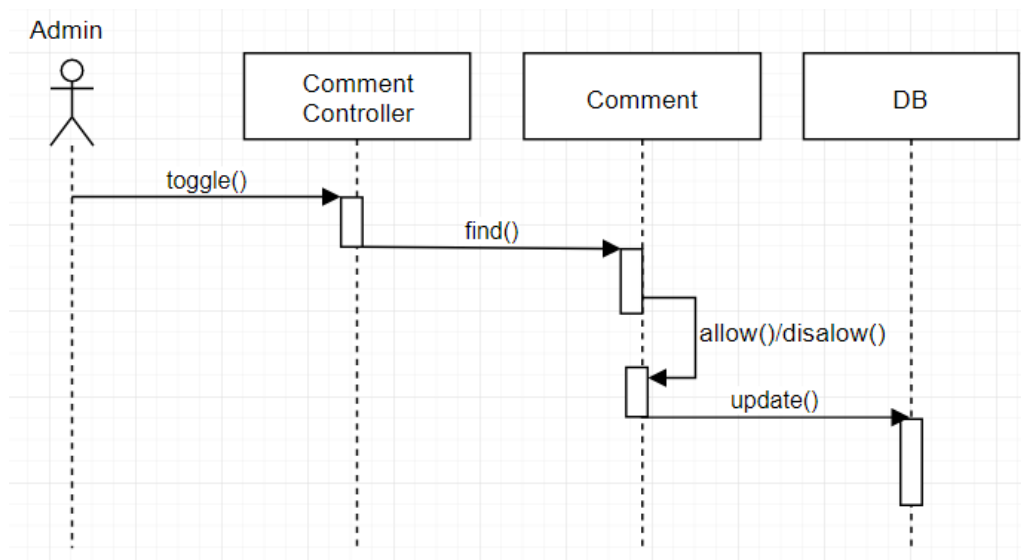 Admin
Comment
Controller
Comment
DB
toggle()
find()
allow()/disalow()
update()